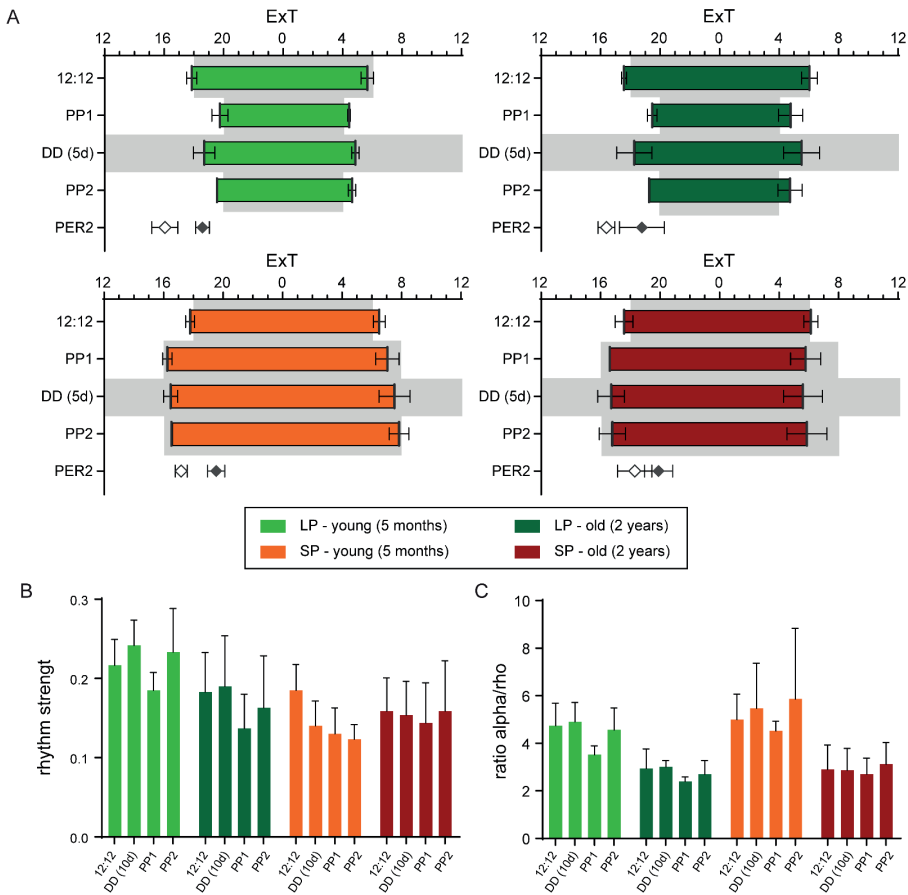 A
ExT
ExT
12 16 20 0 4 8 12
12 16 20 0 4 8 12
12:12
PP1
DD (5d)
PP2
PER2
12:12
PP1
DD (5d)
PP2
PER2
ExT
ExT
12 16 20 0 4 8 12
12 16 20 0 4 8 12
12:12
PP1
DD (5d)
PP2
PER2
12:12
PP1
DD (5d)
PP2
PER2
LP - young (5 months)
LP - old (2 years)
SP - young (5 months)
SP - old (2 years)
B
rhythm strengt
0.3
0.2
0.1
0.0
12:12 DD (10d) PP1 PP2 12:12 DD (10d) PP1 PP2 12:12 DD (10d) PP1 PP2 12:12 DD (10d) PP1 PP2
C
ratio alpha/rho
10
8
6
4
2
0
12:12 DD (10d) PP1 PP2 12:12 DD (10d) PP1 PP2 12:12 DD (10d) PP1 PP2 12:12 DD (10d) PP1 PP2